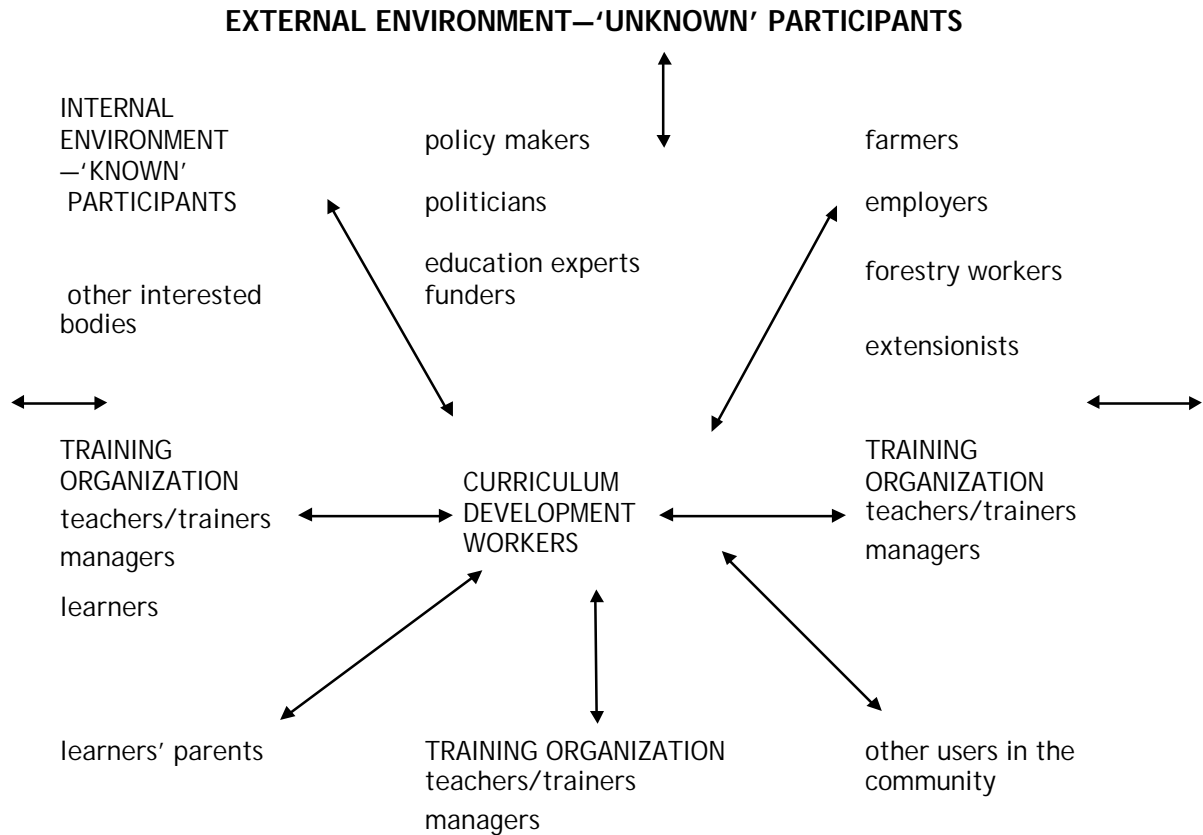 EXTERNAL ENVIRONMENT—‘UNKNOWN’ PARTICIPANTS
INTERNAL
ENVIRONMENT
—‘KNOWN’
PARTICIPANTS
policy makers
politicians
education experts
funders
farmers
employers
forestry workers
extensionists
other interested
bodies
TRAINING
ORGANIZATION
teachers/trainers
managers
learners
CURRICULUM
DEVELOPMENT
WORKERS
TRAINING
ORGANIZATION
teachers/trainers
managers
learners’ parents
TRAINING ORGANIZATION
teachers/trainers
managers
other users in the
community